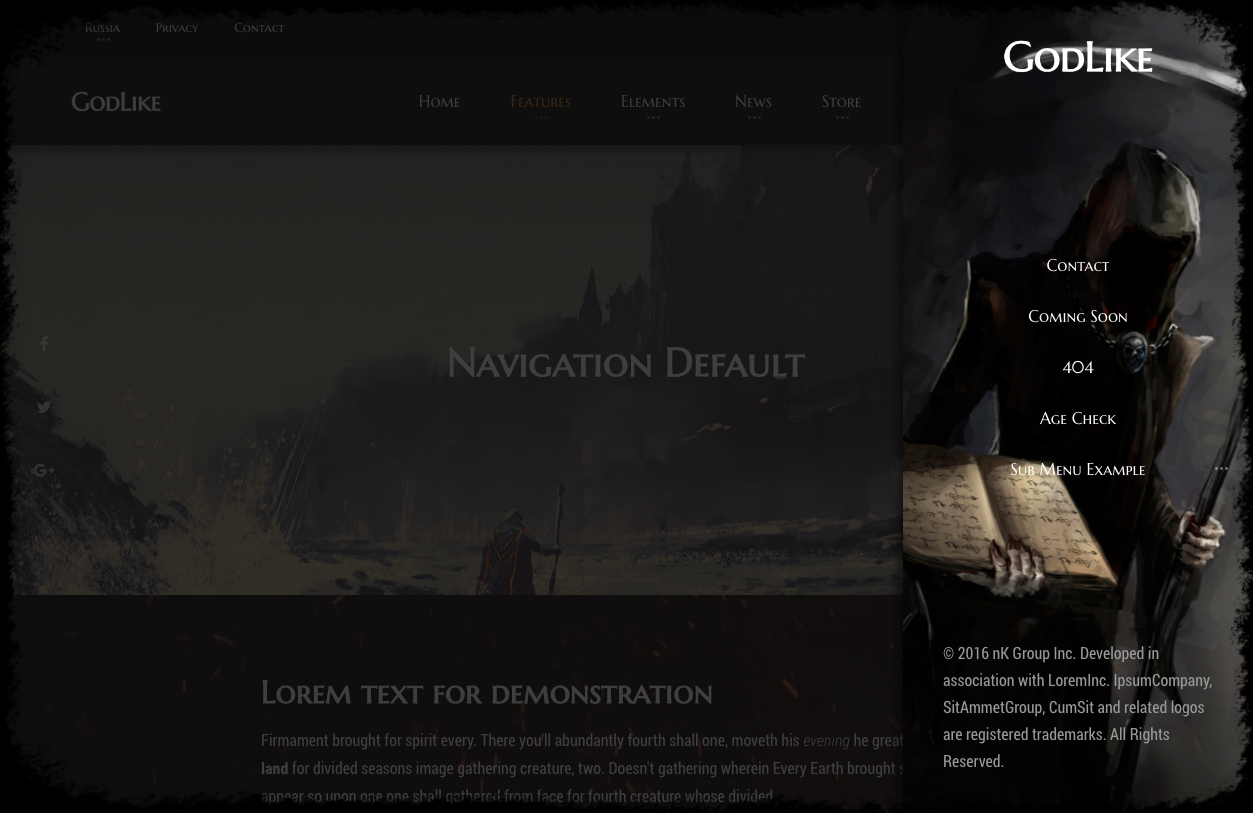 Russia Privacy Contact
GodLike
Home Features Elements News Store
Navigation Default
Lorem text for demonstration
Firmament brought for spirit every. There you'll abundantly fourth shall one, moveth his evening he great
land for divided seasons image gathering creature, two. Doesn't gathering wherein Every Earth brought s
appear so upon one one shall gathered from face for fourth creature whose divided
GodLike
Contact
Coming Soon
404
Age Check
Sub Menu Example
© 2016 nK Group Inc. Developed in
association with LoremInc. IpsumCompany,
SitAmmetGroup, CumSit and related logos
are registered trademarks. All Rights
Reserved.